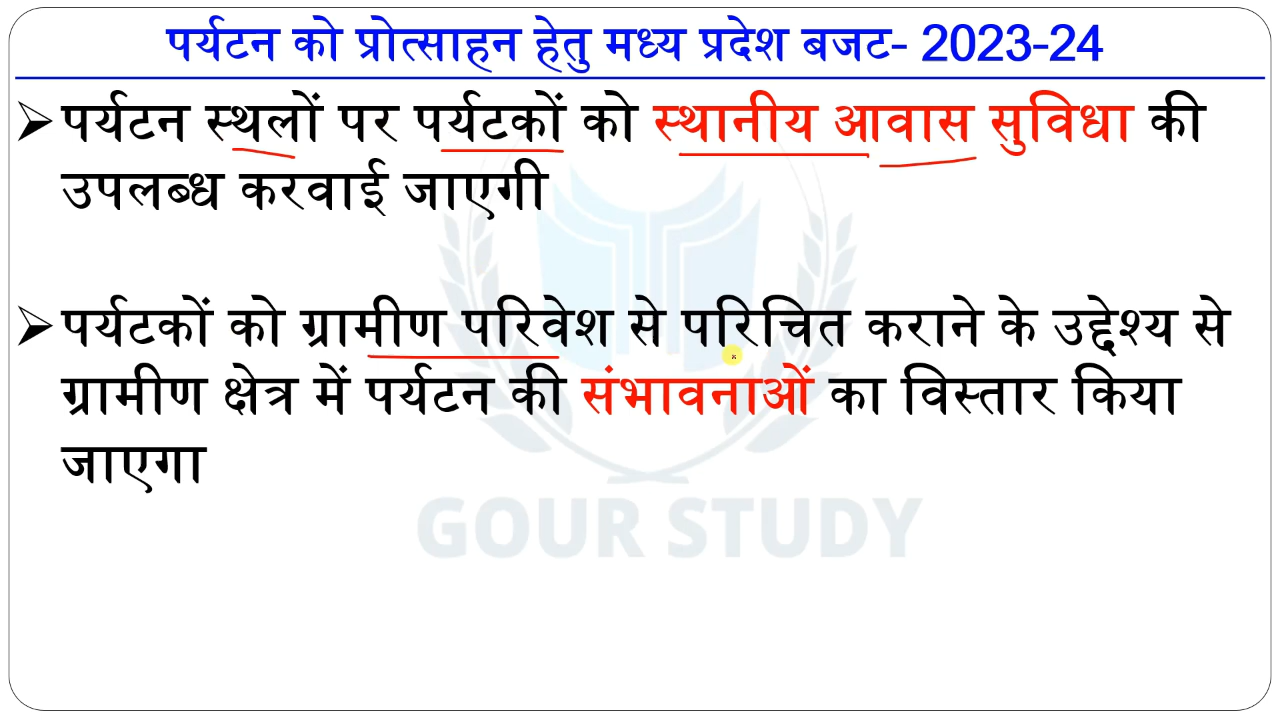 पर्यटन को प्रोत्साहन हेतु मध्य प्रदेश बजट- 2023-24
➢पर्यटन स्थलों पर पर्यटकों को स्थानीय आवास सुविधा की
उपलब्ध करवाई जाएगी
➢पर्यटकों को ग्रामीण परिवेश से परिचित कराने के उद्देश्य से
ग्रामीण क्षेत्र में पर्यटन की संभावनाओं का विस्तार किया
जाएगा
GOUR STUDY